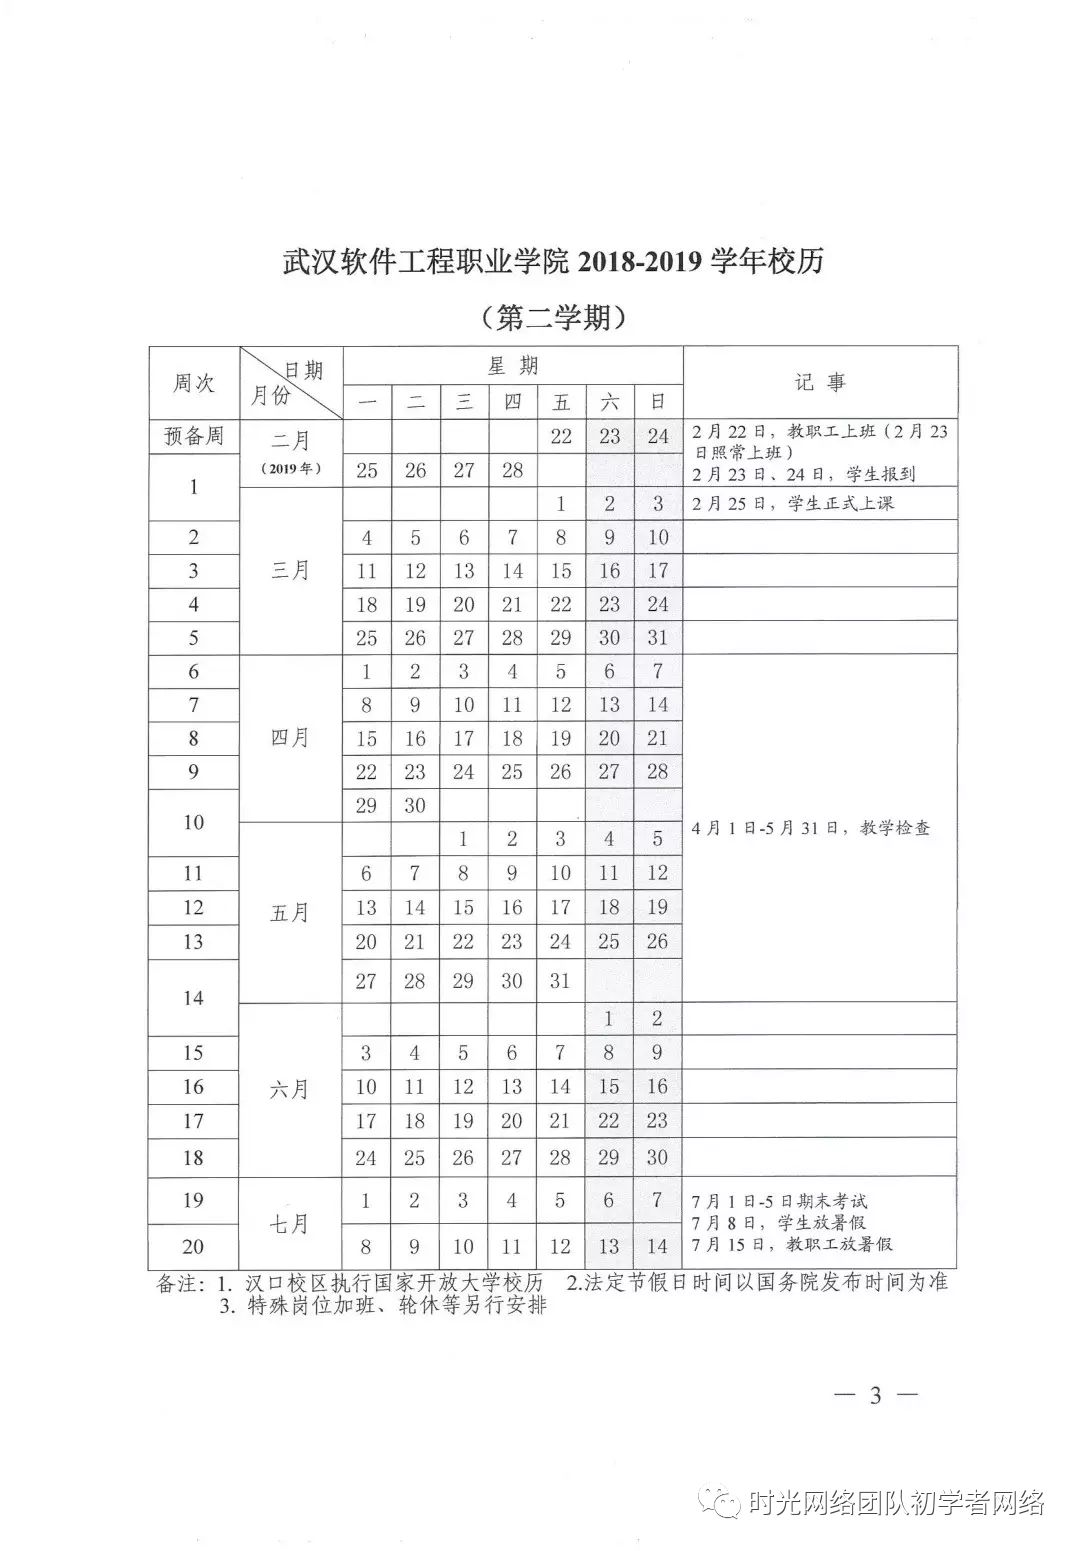 武汉软件工程职业学院 2018-2019 学年校历
（第二学期）
周次 日期 月份 星 期 记 事
一 二 三 四 五 六 日
预备周 二月 22 23 24 2 月 22 日，教职工上班（2 月 23
日照常上班）
（2019 年）
1 25 26 27 28 2 月 23 日、24 日，学生报到
1 2 3 2 月 25 日，学生正式上课
2 4 5 6 7 8 9 10
3 三月 11 12 13 14 15 16 17
4 18 19 20 21 22 23 24
5 25 26 27 28 29 30 31
6 1 2 3 4 5 6 7
7 8 9 10 11 12 13 14
8 四月 15 16 17 18 19 20 21
9 22 23 24 25 26 27 28
10 29 30
4 月 1 日-5 月 31 日，教学检查
1 2 3 4 5
11 6 7 8 9 10 11 12
12 五月 13 14 15 16 17 18 19
13 20 21 22 23 24 25 26
14 27 28 29 30 31
1 2
15 3 4 5 6 7 8 9
16 六月 10 11 12 13 14 15 16
17 17 18 19 20 21 22 23
18 24 25 26 27 28 29 30
19 七月 1 2 3 4 5 6 7 7 月 1 日-5 日期末考试
7 月 8 日，学生放暑假
20 8 9 10 11 12 13 14 7 月 15 日，教职工放暑假
备注：1. 汉口校区执行国家开放大学校历 2.法定节假日时间以国务院发布时间为准
3. 特殊岗位加班、轮休等另行安排
— 3 —
时光网络团队初学者网络